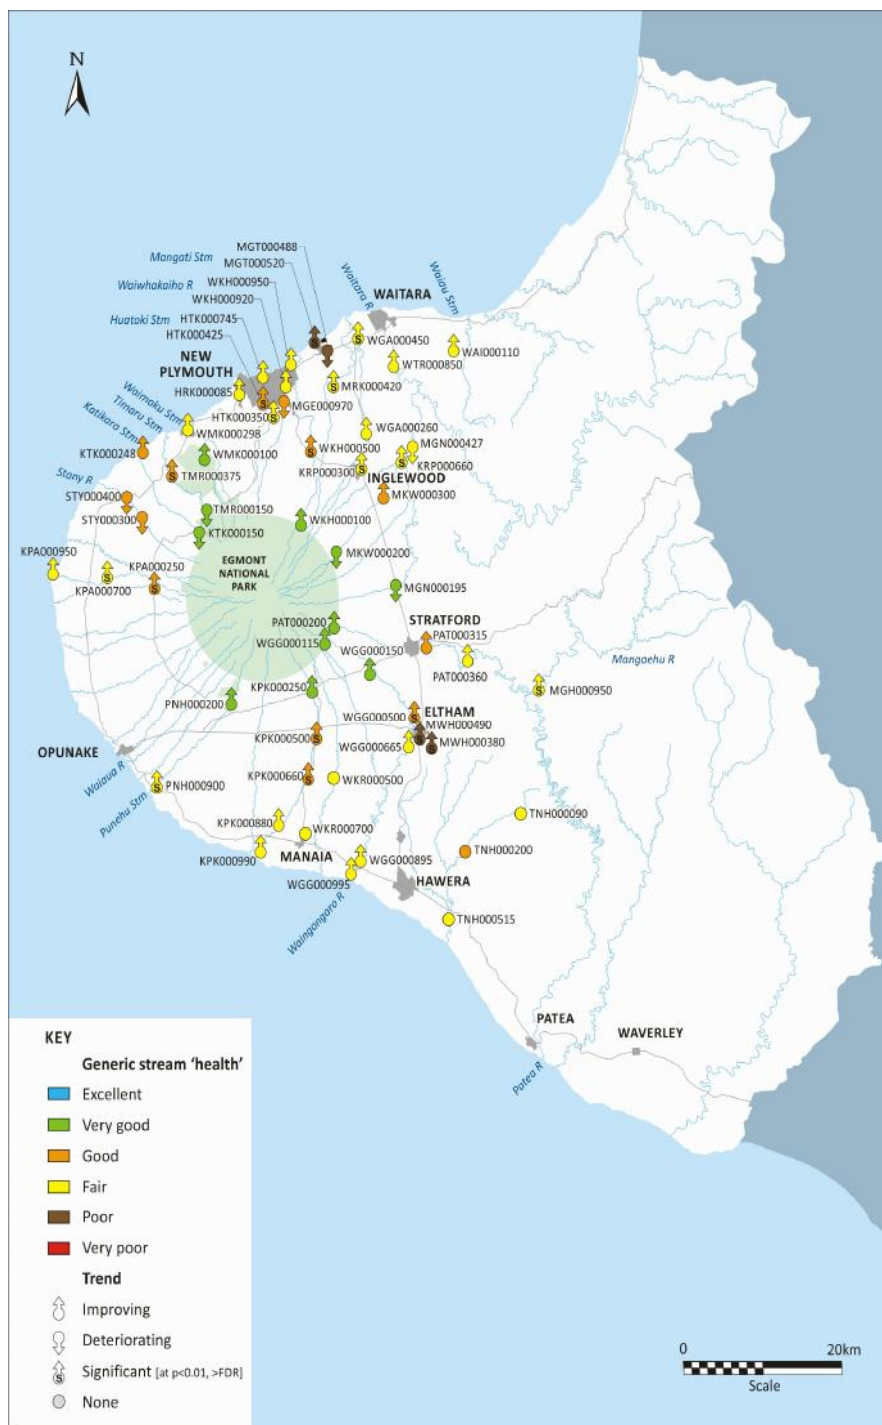 N
MGT000488
Mangati Stm
MGT000520
Waiwhakaiho R
WKH000950
WKH000920
Huatoki Stm
HTK000745
HTK000425
Waitara R
WAITARA
Waiau Stm
NEW
PLYMOUTH
WGA000450
WAI000110
WTR000850
HRK000085
MRK000420
MGE000970
HTK000350
Waimoku Stm
Timaru Stm
Katikara Stm
WMK000298
WGA000260
MGN000427
KTK000248
WMK000100
WKH000500
KRP000300
KRP000660
TMR000375
INGLEWOOD
Stony R
MKW000300
STY000400
TMR000150
STY000300
WKH000100
KTK000150
KPA000950
KPA000250
MKW000200
EGMONT
NATIONAL
PARK
KPA000700
MGN000195
STRATFORD
PAT000200
PAT000315
WGG000115
WGG000150
Mangaehu R
PAT000360
KPK000250
MGH000950
PNH000200
WGG000500
ELTHAM
MWH000490
KPK000500
WGG000665
MWH000380
OPUNAKE
Waiaua R
KPK000660
WKR000500
PNH000900
Punehu Stm
TNH000090
KPK000880
WKR000700
TNH000200
KPK000990
MANAIA
WGG000895
WGG000995
HAWERA
Waingongoro R
TNH000515
PATEA
WAVERLEY
Patea R
KEY
Generic stream ‘health’
Excellent
Very good
Good
Fair
Poor
Very poor
Trend
Improving
Deteriorating
S Significant [at p<0.01, >FDR]
None
0 20km
Scale